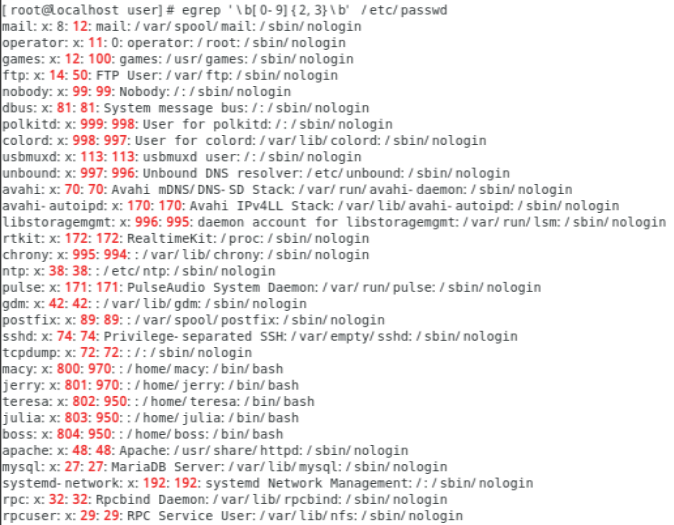 [root@localhost user]# egrep '\b[0-9]{2,3}\b' /etc/passwd
mail:x:8:12:mail:/var/spool/mail:/sbin/nologin
operator:x:11:0:operator:/root:/sbin/nologin
games:x:12:100:games:/usr/games:/sbin/nologin
ftp:x:14:50:FTP User:/var/ftp:/sbin/nologin
nobody:x:99:99:Nobody:/:/sbin/nologin
dbus:x:81:81:System message bus:/:/sbin/nologin
polkitd:x:999:998:User for polkitd:/:/sbin/nologin
colord:x:998:997:User for colord:/var/lib/colord:/sbin/nologin
usbmuxd:x:113:113:usbmuxd user:/:/sbin/nologin
unbound:x:997:996:Unbound DNS resolver:/etc/unbound:/sbin/nologin
avahi:x:70:70:Avahi mDNS/DNS-SD Stack:/var/run/avahi-daemon:/sbin/nologin
avahi-autoipd:x:170:170:Avahi IPv4LL Stack:/var/lib/avahi-autoipd:/sbin/nologin
libstoragemgmt:x:996:995:daemon account for libstoragemgmt:/var/run/lsm:/sbin/nologin
rtkit:x:172:172:RealtimeKit:/proc:/sbin/nologin
chrony:x:995:994::/var/lib/chrony:/sbin/nologin
ntp:x:38:38::/etc/ntp:/sbin/nologin
pulse:x:171:171:PulseAudio System Daemon:/var/run/pulse:/sbin/nologin
gdm:x:42:42::/var/lib/gdm:/sbin/nologin
postfix:x:89:89::/var/spool/postfix:/sbin/nologin
sshd:x:74:74:Privilege-separated SSH:/var/empty/sshd:/sbin/nologin
tcpdump:x:72:72::/:/sbin/nologin
macy:x:800:970::/home/macy:/bin/bash
jerry:x:801:970::/home/jerry:/bin/bash
teresa:x:802:950::/home/teresa:/bin/bash
julia:x:803:950::/home/julia:/bin/bash
boss:x:804:950::/home/boss:/bin/bash
apache:x:48:48:Apache:/usr/share/httpd:/sbin/nologin
mysql:x:27:27:MariaDB Server:/var/lib/mysql:/sbin/nologin
systemd-network:x:192:192:systemd Network Management:/:/sbin/nologin
rpc:x:32:32:Rpcbind Daemon:/var/lib/rpcbind:/sbin/nologin
rpcuser:x:29:29:RPC Service User:/var/lib/nfs:/sbin/nologin